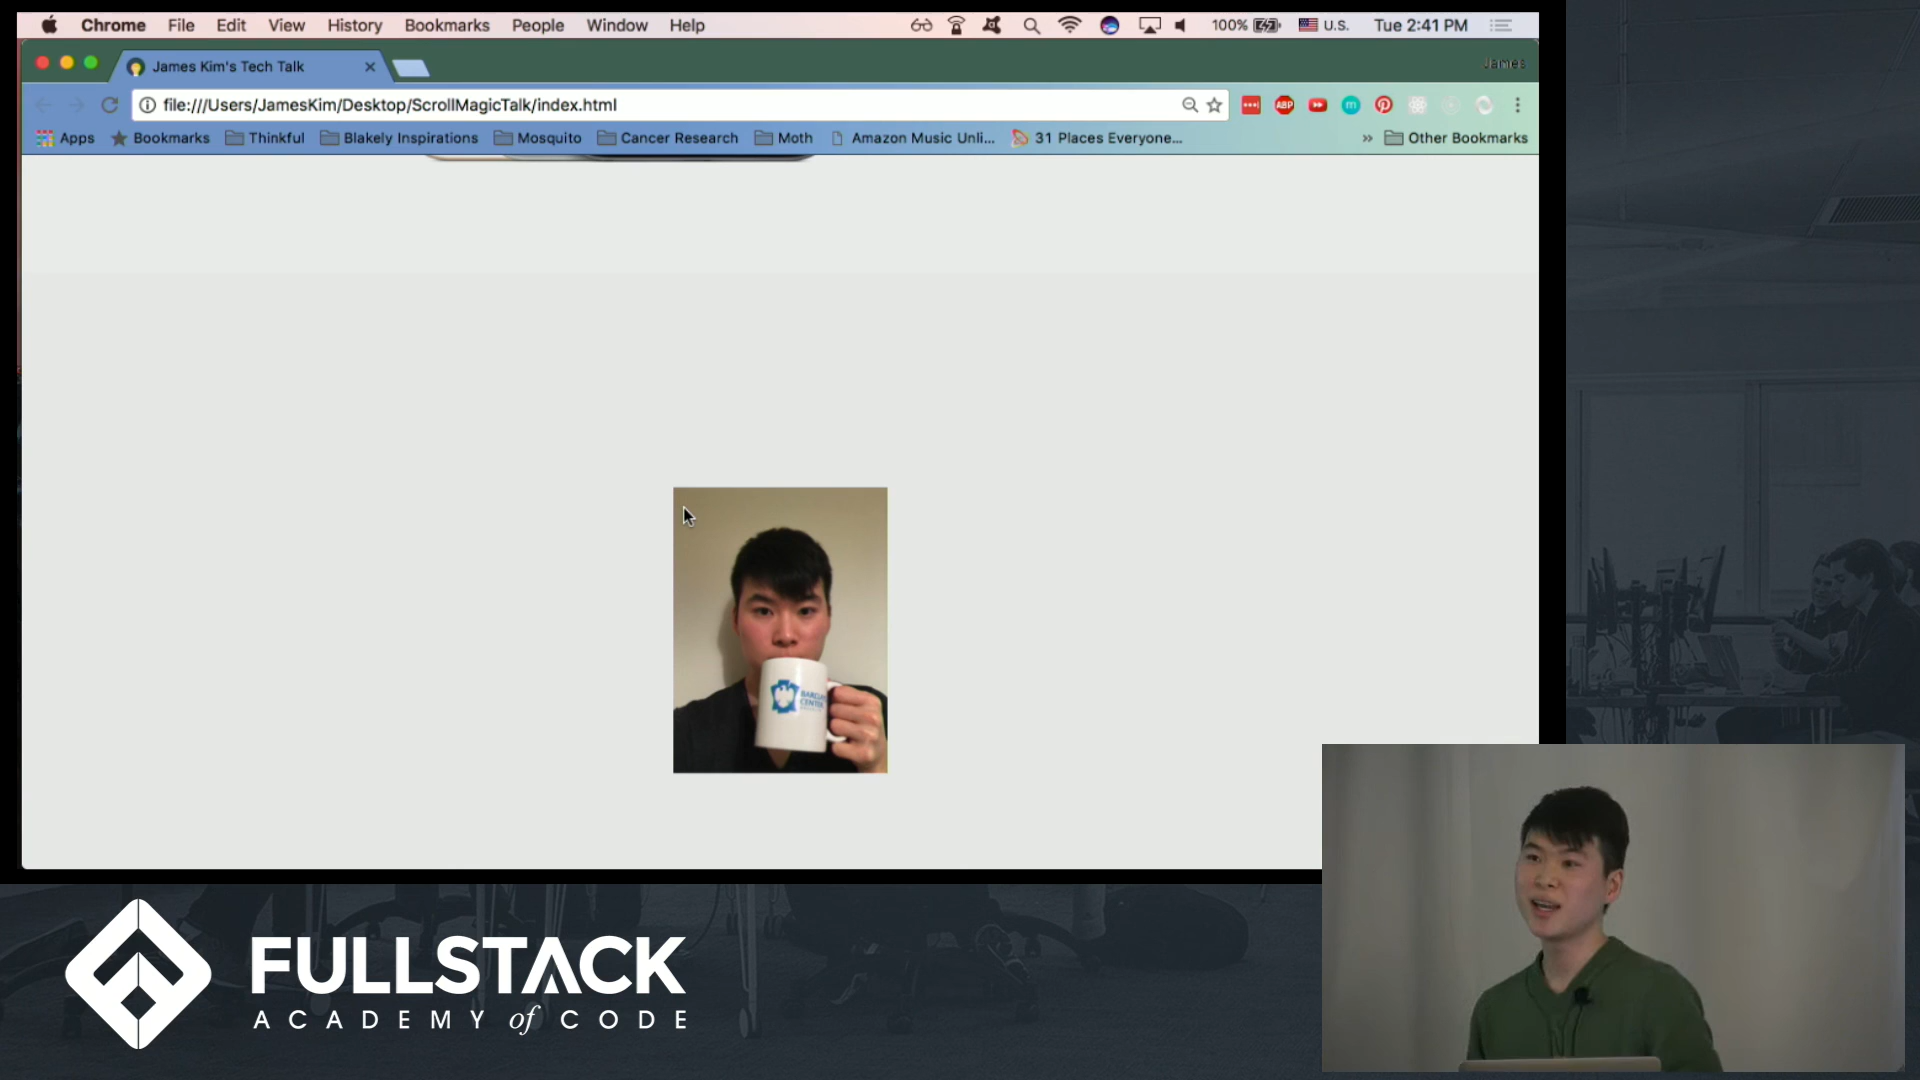 Chrome File Edit View History Bookmarks People Window Help 100% U.S. Tue 2:41 PM
James Kim's Tech Talk James
file:///Users/JamesKim/Desktop/ScrollMagicTalk/index.html ABP m
Apps Bookmarks Thinkful Blakely Inspirations Mosquito Cancer Research Moth Amazon Music Unli... 31 Places Everyone... » Other Bookmarks
FULLSTACK
ACADEMY of CODE